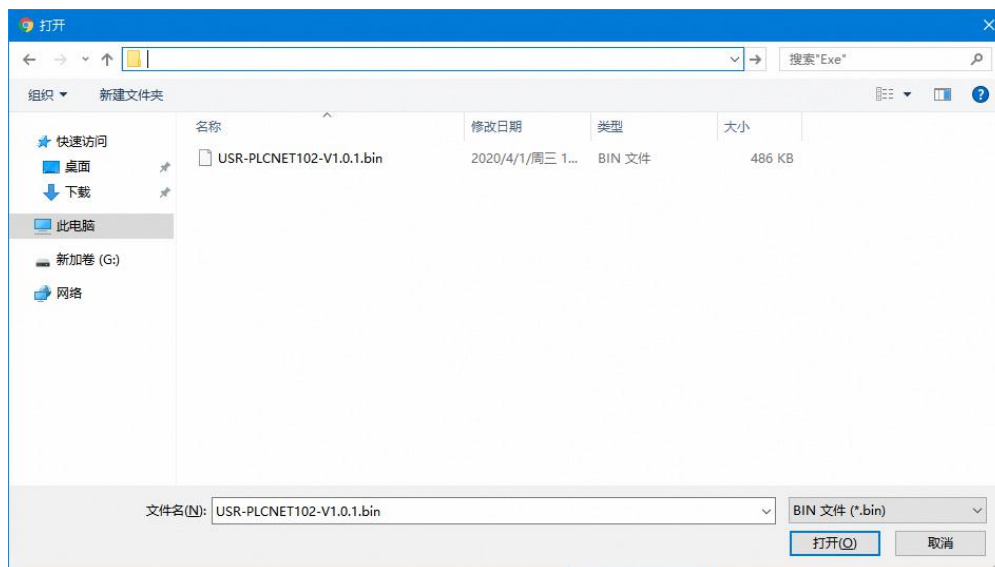 打开
搜索"Exe"
组织 新建文件夹
名称 修改日期 类型 大小
快速访问
USR-PLCNET102-V1.0.1.bin 2020/4/1/周三 1... BIN 文件 486 KB
桌面
下载
此电脑
新加卷 (G:)
网络
文件名(N): USR-PLCNET102-V1.0.1.bin BIN 文件 (*.bin)
打开(O) 取消